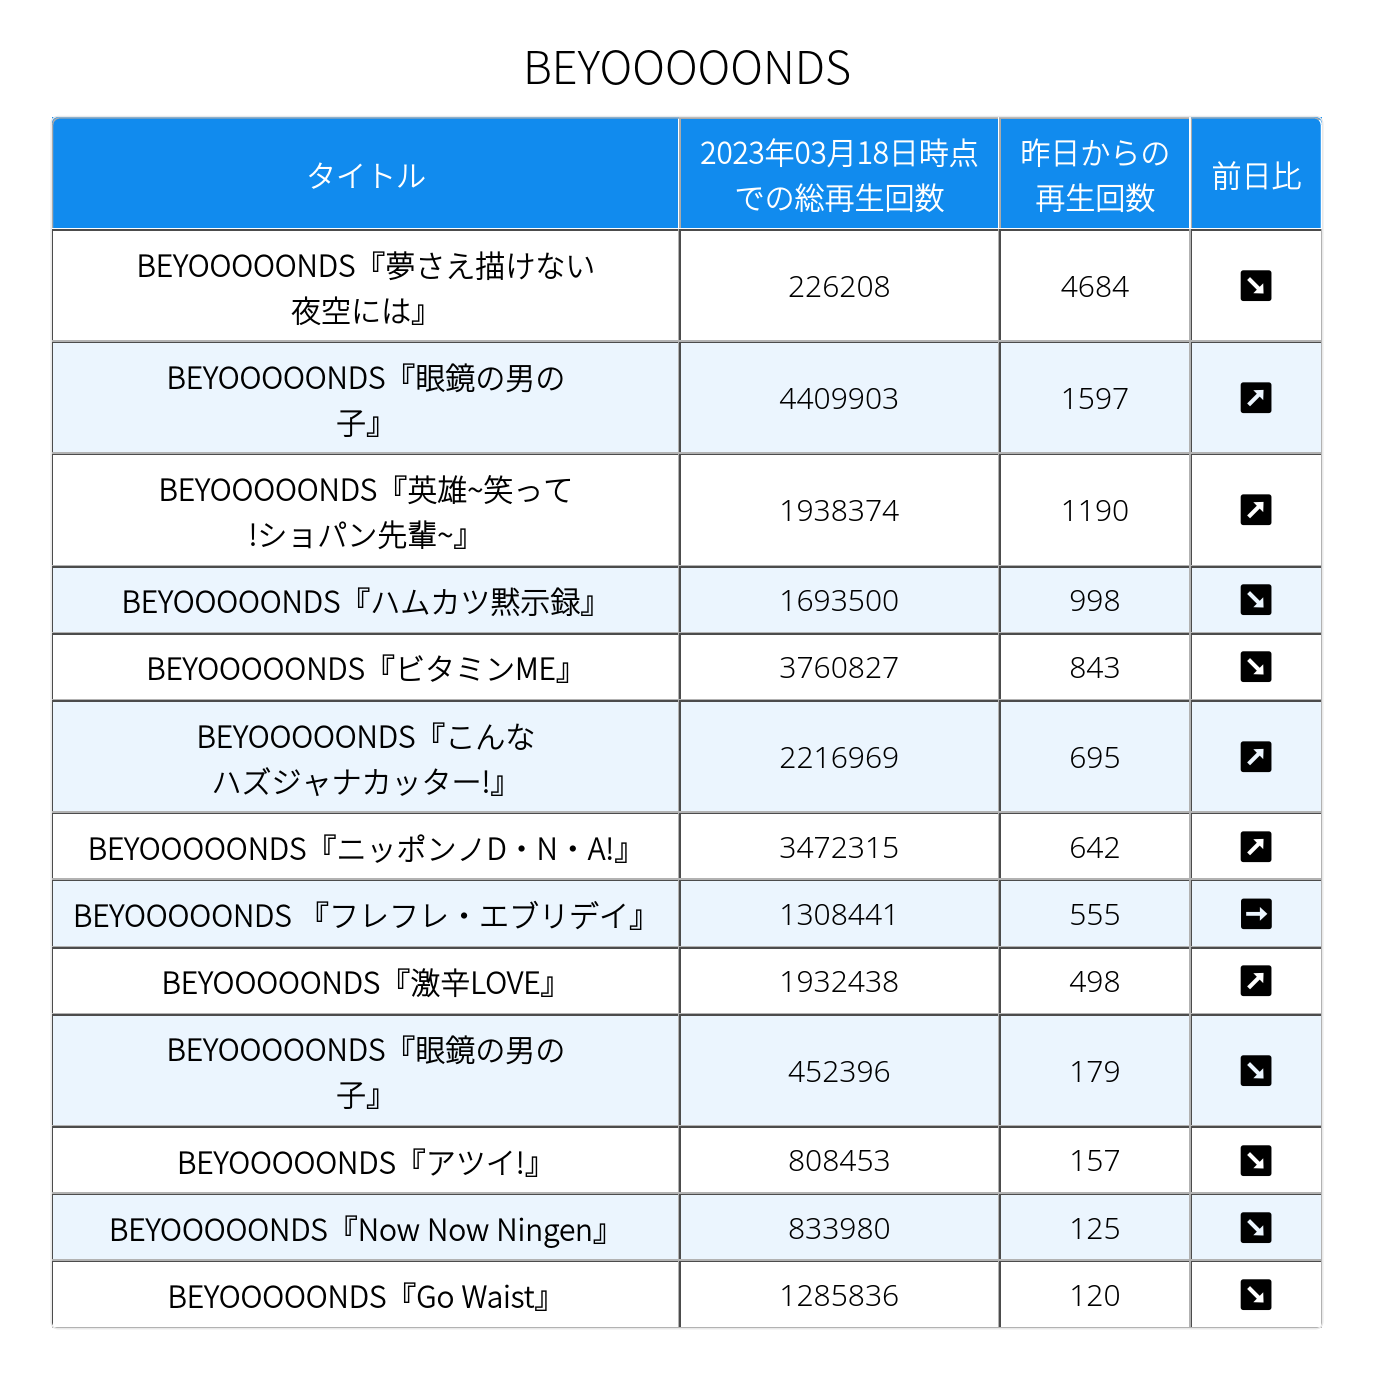 BEYOOOOONDS
タイトル
2023年03月18日時点
での総再生回数
昨日からの
再生回数
前日比
BEYOOOOONDS『夢さえ描けない
夜空には』
226208
4684
↘
BEYOOOOONDS『眼鏡の男の
子』
4409903
1597
↗
BEYOOOOONDS『英雄~笑って
!ショパン先輩~』
1938374
1190
↗
BEYOOOOONDS『ハムカツ黙示録』
1693500
998
↘
BEYOOOOONDS『ビタミンME』
3760827
843
↘
BEYOOOOONDS『こんな
ハズジャナカッター!』
2216969
695
↗
BEYOOOOONDS『ニッポンノD・N・A!』
3472315
642
↗
BEYOOOOONDS 『フレフレ・エブリデイ』
1308441
555
→
BEYOOOOONDS『激辛LOVE』
1932438
498
↗
BEYOOOOONDS『眼鏡の男の
子』
452396
179
↘
BEYOOOOONDS『アツイ!』
808453
157
↘
BEYOOOOONDS『Now Now Ningen』
833980
125
↘
BEYOOOOONDS『Go Waist』
1285836
120
↘